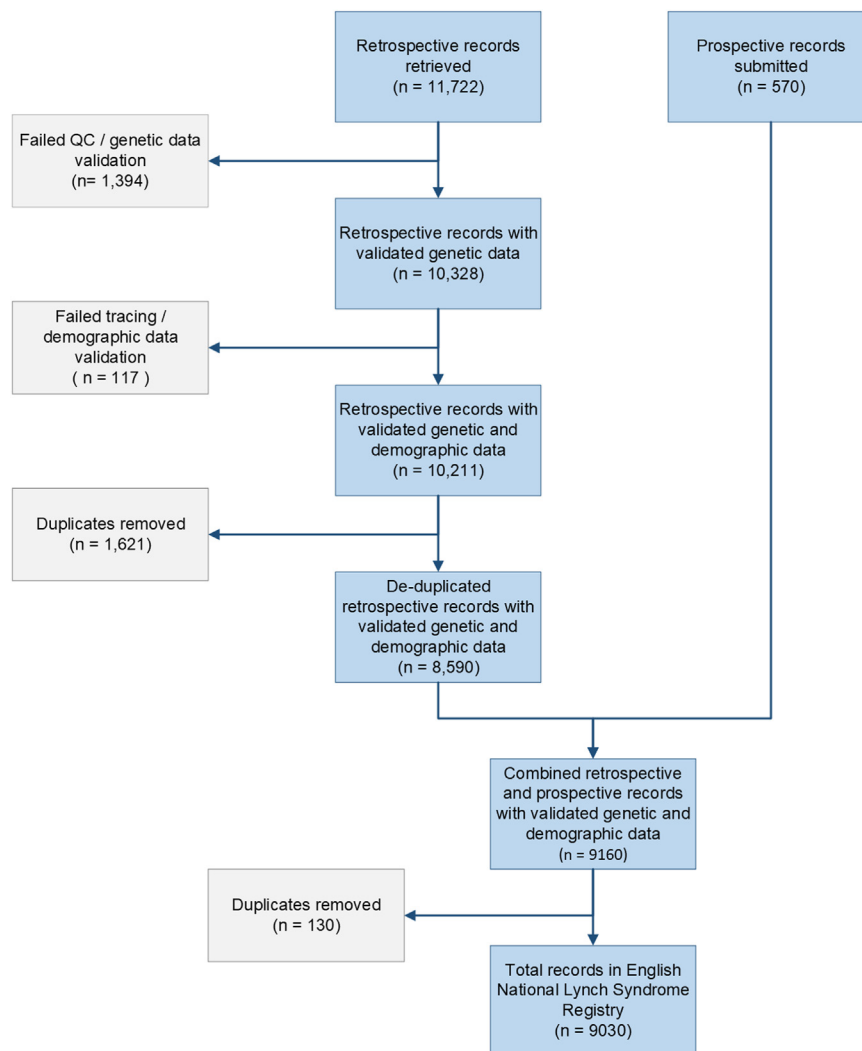 Retrospective records
retrieved
(n = 11,722)
Prospective records
submitted
(n = 570)
Failed QC / genetic data
validation
(n= 1,394)
Retrospective records with
validated genetic data
(n = 10,328)
Failed tracing /
demographic data
validation
( n = 117 )
Retrospective records with
validated genetic and
demographic data
(n = 10,211)
Duplicates removed
(n = 1,621)
De-duplicated
retrospective records with
validated genetic and
demographic data
(n = 8,590)
Combined retrospective
and prospective records
with validated genetic and
demographic data
(n = 9160)
Duplicates removed
(n = 130)
Total records in English
National Lynch Syndrome
Registry
(n = 9030)